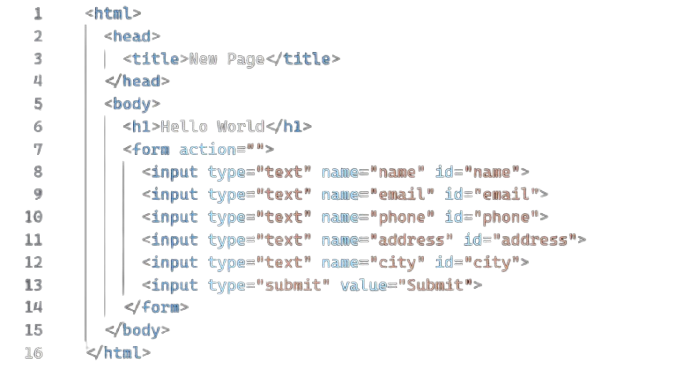 1 <html>
2 <head>
3 <title>New Page</title>
4 </head>
5 <body>
6 <h1>Hello World</h1>
7 <form action="">
8 <input type="text" name="name" id="name">
9 <input type="text" name="email" id="email">
10 <input type="text" name="phone" id="phone">
11 <input type="text" name="address" id="address">
12 <input type="text" name="city" id="city">
13 <input type="submit" value="Submit">
14 </form>
15 </body>
16 </html>